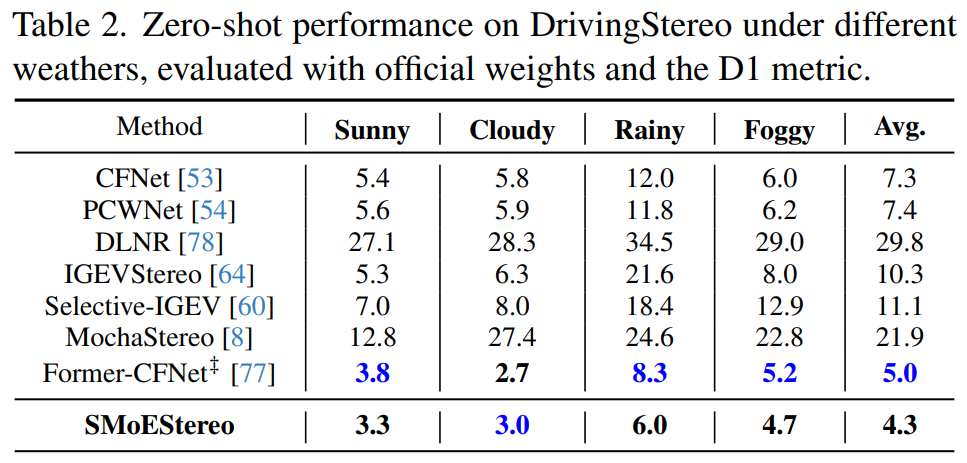 Table 2. Zero-shot performance on DrivingStereo under different
weathers, evaluated with official weights and the D1 metric.
Method Sunny Cloudy Rainy Foggy Avg.
CFNet [53] 5.4 5.8 12.0 6.0 7.3
PCWNet [54] 5.6 5.9 11.8 6.2 7.4
DLNR [78] 27.1 28.3 34.5 29.0 29.8
IGEVStereo [64] 5.3 6.3 21.6 8.0 10.3
Selective-IGEV [60] 7.0 8.0 18.4 12.9 11.1
MochaStereo [8] 12.8 27.4 24.6 22.8 21.9
Former-CFNet‡ [77] 3.8 2.7 8.3 5.2 5.0
SMoEStereo 3.3 3.0 6.0 4.7 4.3